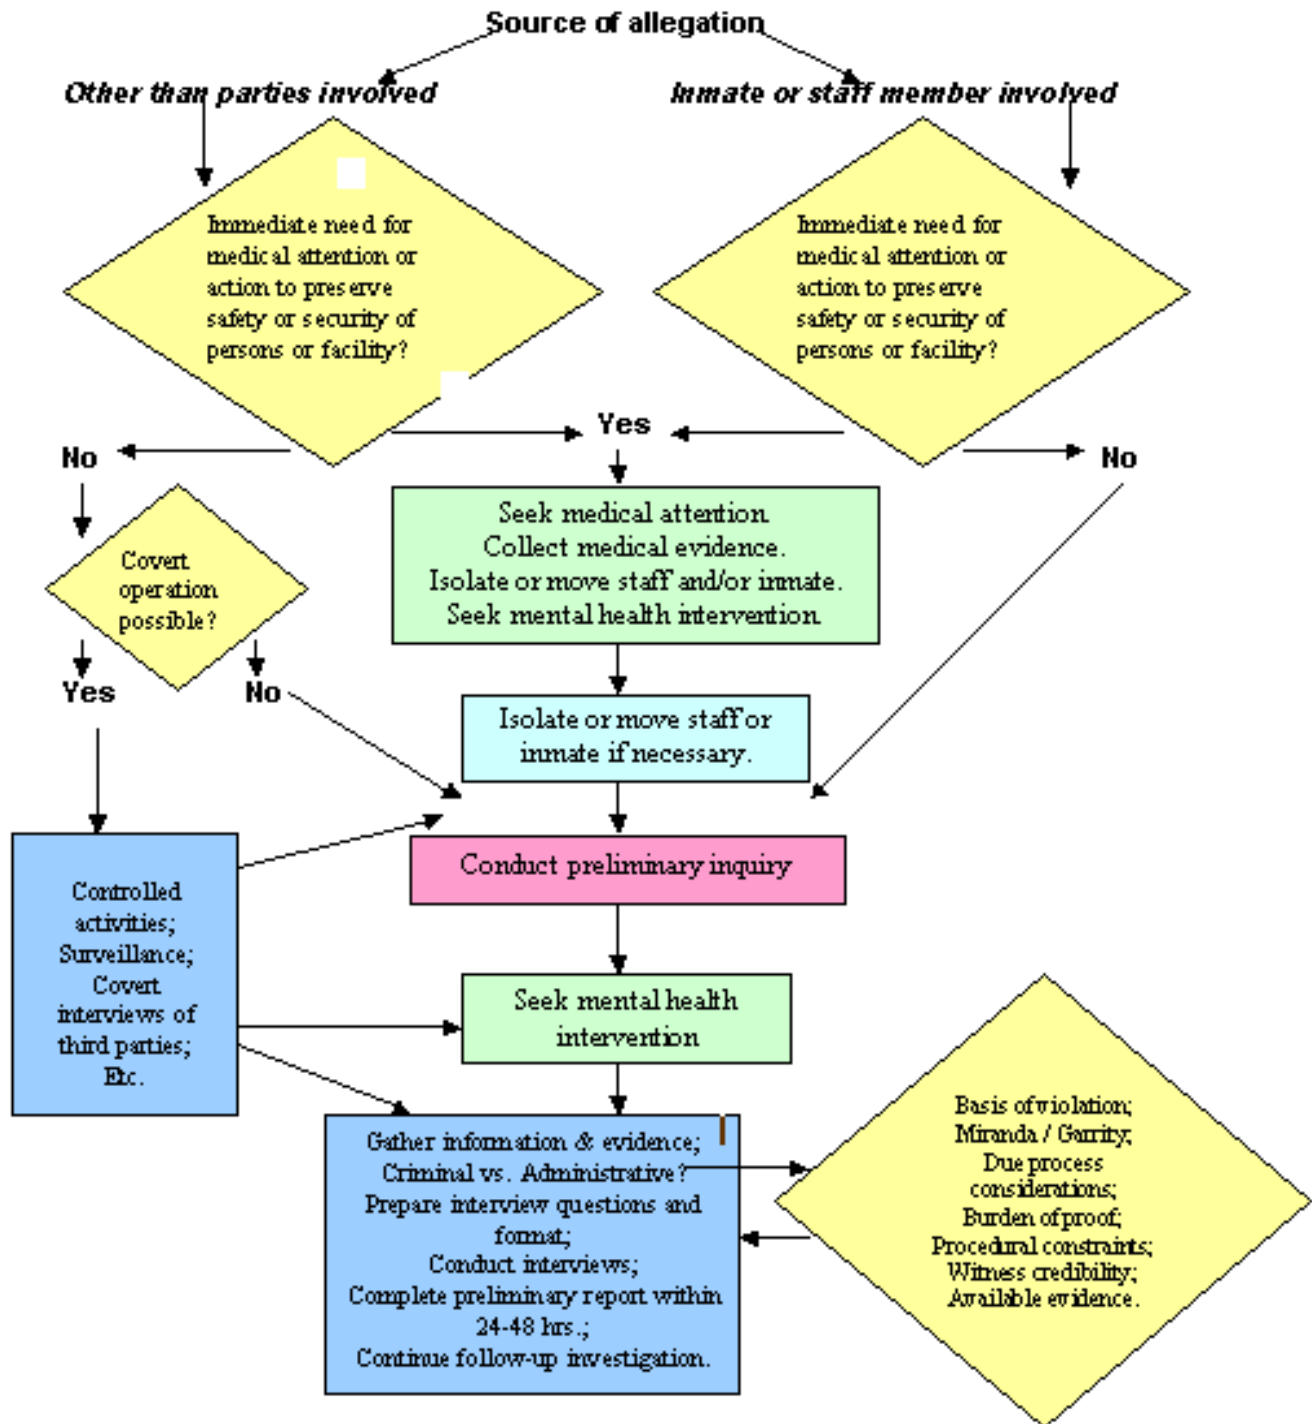 Source of allegation
Other than parties involved
Inmate or staff member involved
Immediate need for
medical attention or
action to preserve
safety or security of
persons or facility?
Immediate need for
medical attention or
action to preserve
safety or security of
persons or facility?
Yes
No
No
Seek medical attention.
Collect medical evidence.
Isolate or move staff and/or inmate.
Seek mental health intervention.
Covert
operation
possible?
Yes
No
Isolate or move staff or
inmate if necessary.
Conduct preliminary inquiry
Controlled
activities;
Surveillance;
Covert
interviews of
third parties;
Etc.
Seek mental health
intervention
Gather information & evidence;
Criminal vs. Administrative?
Prepare interview questions and
format;
Conduct interviews;
Complete preliminary report within
24-48 hrs.;
Continue follow-up investigation.
Basis of violation;
Miranda / Garrity;
Due process
considerations;
Burden of proof;
Procedural constraints;
Witness credibility;
Available evidence.